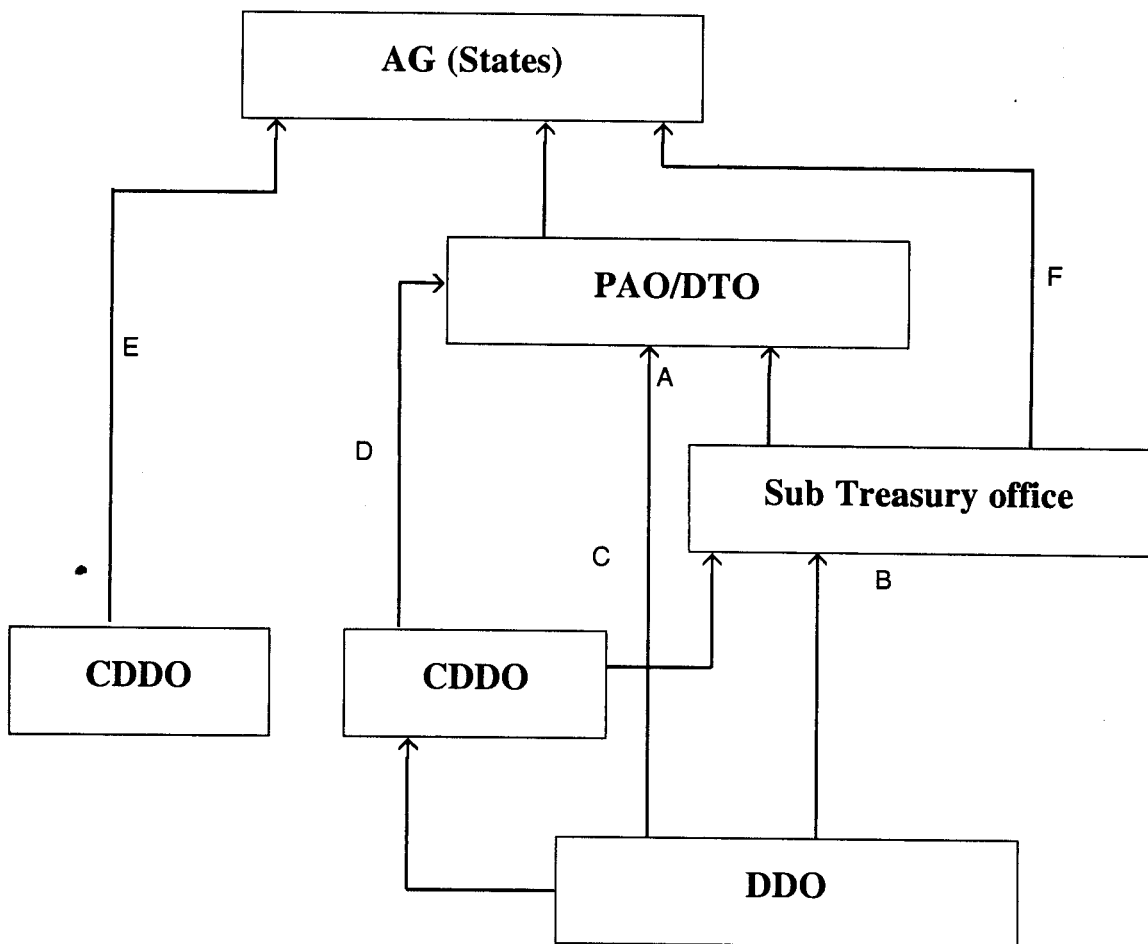 AG (States)
PAO/DTO
F
E
A
D
Sub Treasury office
C
B
CDDO
CDDO
DDO